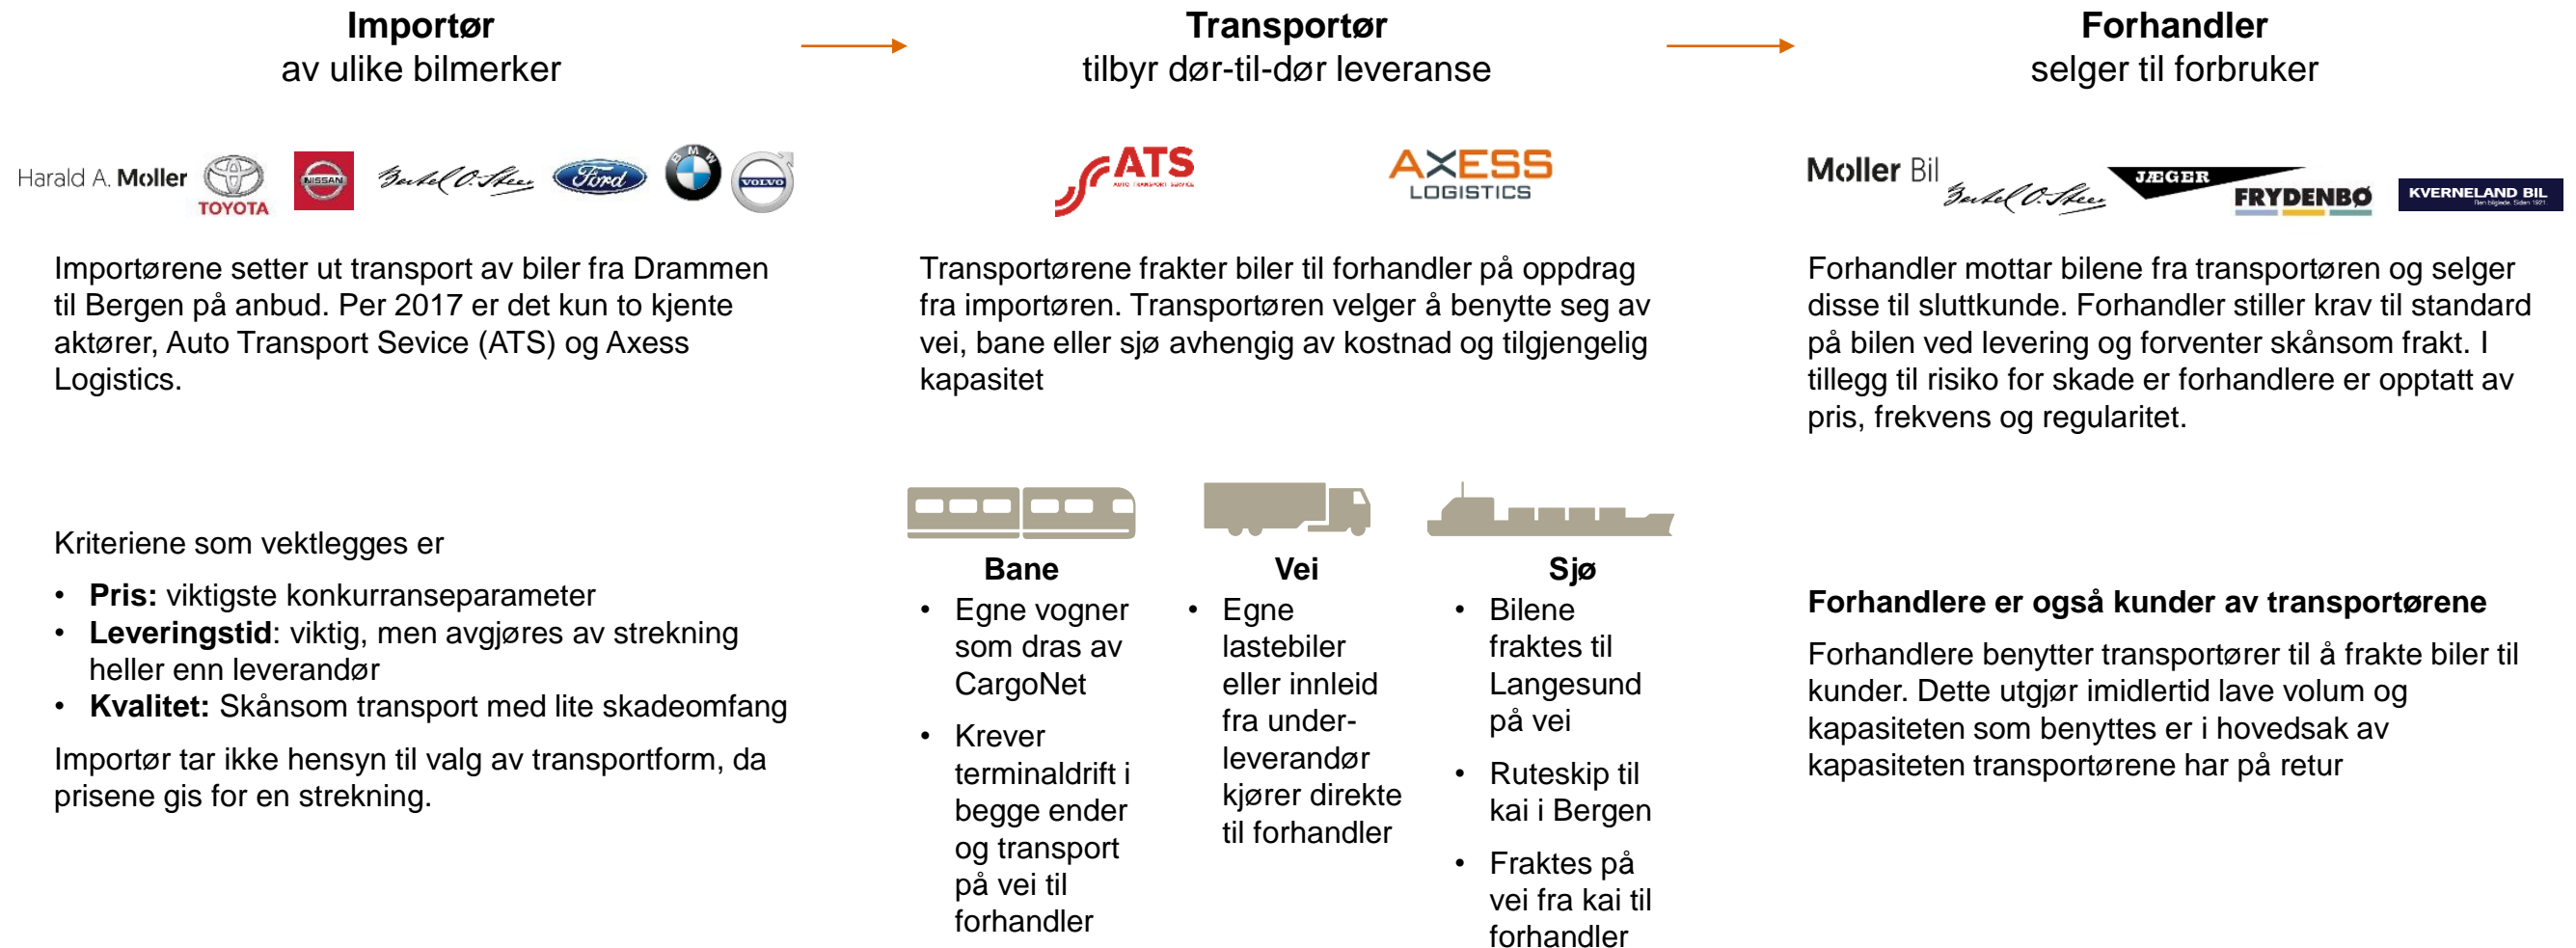 Importør
av ulike bilmerker
Harald A. Møller
TOYOTA
NISSAN
Bertel O. Steen
Ford
BMW
VOLVO
Importørene setter ut transport av biler fra Drammen
til Bergen på anbud. Per 2017 er det kun to kjente
aktører, Auto Transport Sevice (ATS) og Axess
Logistics.
Kriteriene som vektlegges er
• Pris: viktigste konkurranseparameter
• Leveringstid: viktig, men avgjøres av strekning
heller enn leverandør
• Kvalitet: Skånsom transport med lite skadeomfang
Importør tar ikke hensyn til valg av transportform, da
prisene gis for en strekning.
Transportør
tilbyr dør-til-dør leveranse
ATS
AUTO TRANSPORT SERVICE
AXESS
LOGISTICS
Transportørene frakter biler til forhandler på oppdrag
fra importøren. Transportøren velger å benytte seg av
vei, bane eller sjø avhengig av kostnad og tilgjengelig
kapasitet
Bane
• Egne vogner
som dras av
CargoNet
• Krever
terminaldrift i
begge ender
og transport
på vei til
forhandler
Vei
• Egne
lastebiler
eller innleid
fra under-
leverandør
kjører direkte
til forhandler
Sjø
• Bilene
fraktes til
Langesund
på vei
• Ruteskip til
kai i Bergen
• Fraktes på
vei fra kai til
forhandler
Forhandler
selger til forbruker
Møller Bil
Bertel O. Steen
JÆGER
FRYDENBØ
KVERNELAND BIL
Ren bilglede. Siden 1921.
Forhandler mottar bilene fra transportøren og selger
disse til sluttkunde. Forhandler stiller krav til standard
på bilen ved levering og forventer skånsom frakt. I
tillegg til risiko for skade er forhandlere er opptatt av
pris, frekvens og regularitet.
Forhandlere er også kunder av transportørene
Forhandlere benytter transportører til å frakte biler til
kunder. Dette utgjør imidlertid lave volum og
kapasiteten som benyttes er i hovedsak av
kapasiteten transportørene har på retur